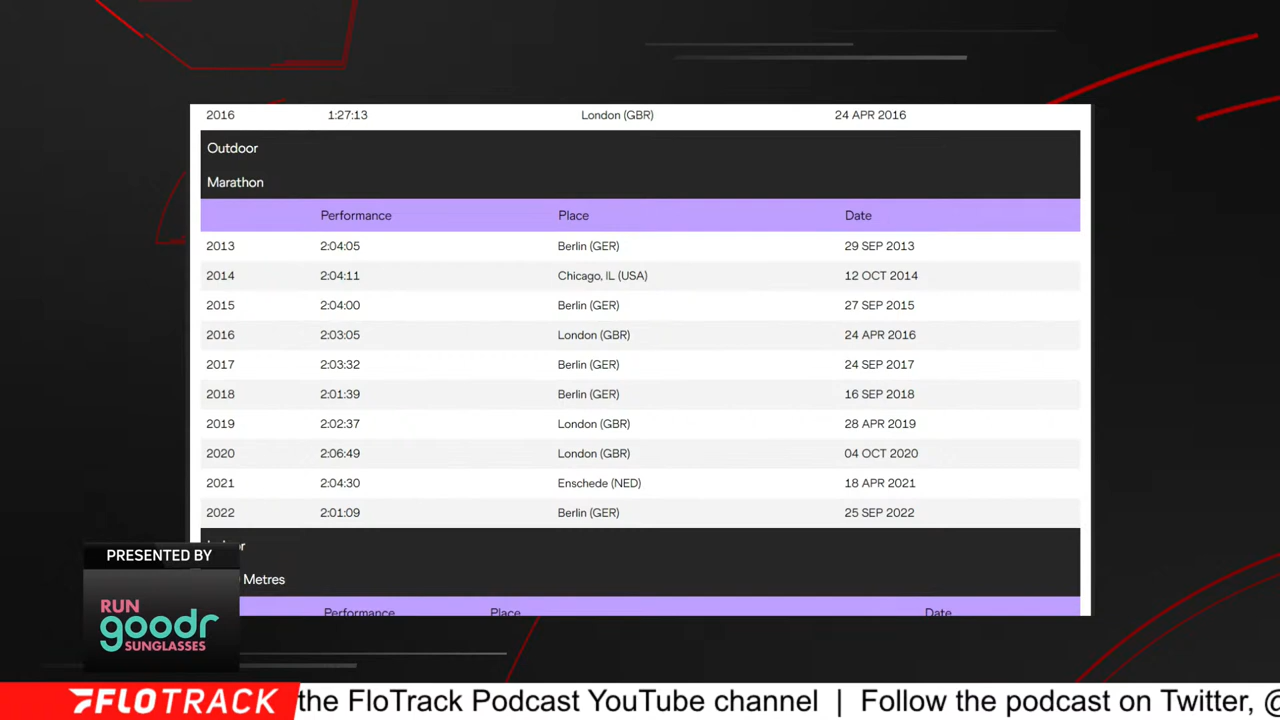 2016 1:27:13 London (GBR) 24 APR 2016
Outdoor
Marathon
Performance Place Date
2013 2:04:05 Berlin (GER) 29 SEP 2013
2014 2:04:11 Chicago, IL (USA) 12 OCT 2014
2015 2:04:00 Berlin (GER) 27 SEP 2015
2016 2:03:05 London (GBR) 24 APR 2016
2017 2:03:32 Berlin (GER) 24 SEP 2017
2018 2:01:39 Berlin (GER) 16 SEP 2018
2019 2:02:37 London (GBR) 28 APR 2019
2020 2:06:49 London (GBR) 04 OCT 2020
2021 2:04:30 Enschede (NED) 18 APR 2021
2022 2:01:09 Berlin (GER) 25 SEP 2022
Metres
Performance Place Date
PRESENTED BY
RUN
goodr
SUNGLASSES
FLOTRACK the FloTrack Podcast YouTube channel | Follow the podcast on Twitter, @